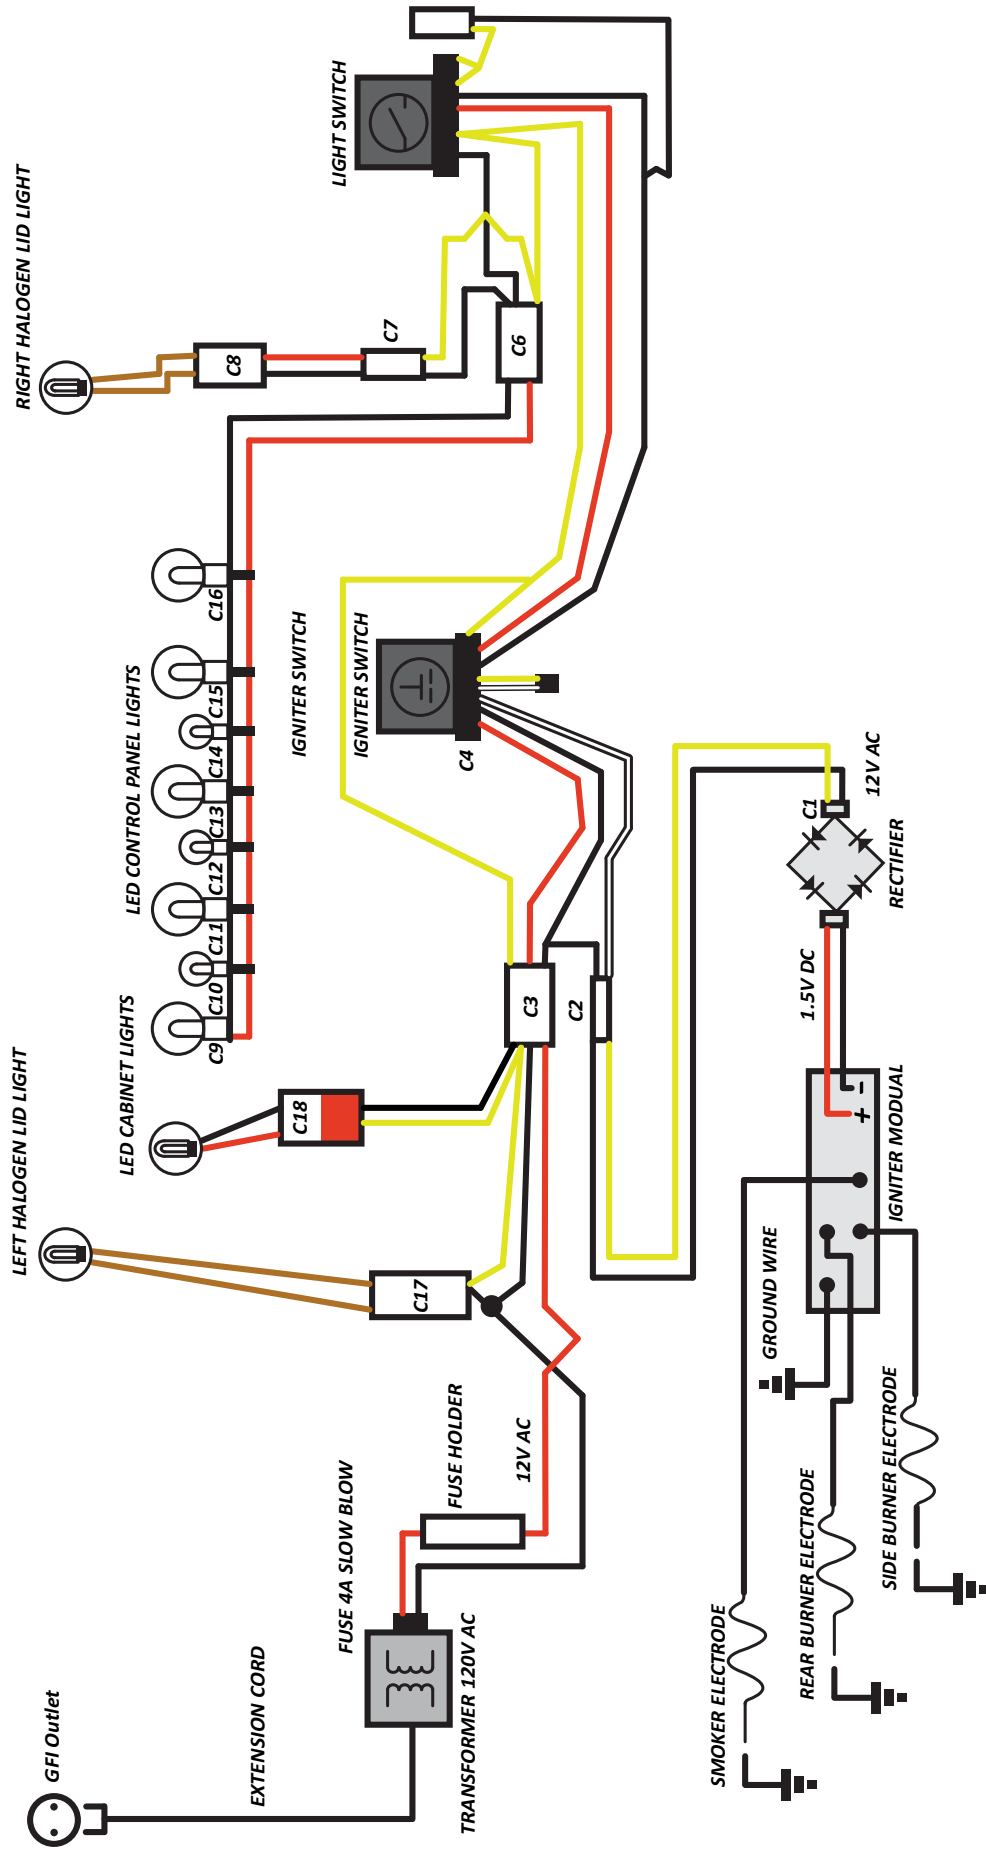 GFI Outlet
EXTENSION CORD
TRANSFORMER 120V AC
FUSE 4A SLOW BLOW
FUSE HOLDER
12V AC
LEFT HALOGEN LID LIGHT
C17
LED CABINET LIGHTS
C18
LED CONTROL PANEL LIGHTS
C9
C10
C11
C12
C13
C14
C15
C16
RIGHT HALOGEN LID LIGHT
C8
C7
C6
LIGHT SWITCH
IGNITER SWITCH
IGNITER SWITCH
C4
C3
C2
C1
12V AC
RECTIFIER
1.5V DC
+ -
IGNITER MODUAL
GROUND WIRE
SMOKER ELECTRODE
REAR BURNER ELECTRODE
SIDE BURNER ELECTRODE